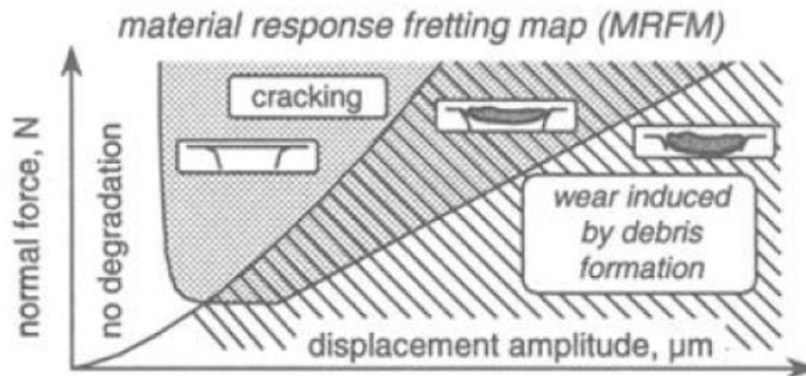 material response fretting map (MRFM)
normal force, N
no degradation
cracking
wear induced
by debris
formation
displacement amplitude, µm